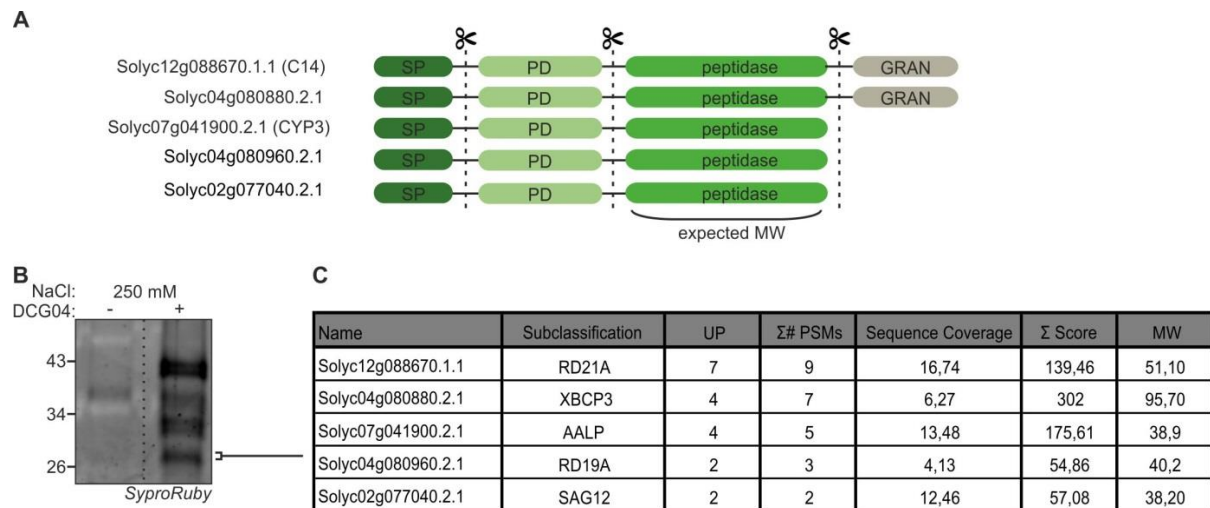 A
Solyc12g088670.1.1 (C14) SP PD peptidase GRAN
Solyc04g080880.2.1 SP PD peptidase GRAN
Solyc07g041900.2.1 (CYP3) SP PD peptidase
Solyc04g080960.2.1 SP PD peptidase
Solyc02g077040.2.1 SP PD peptidase
expected MW
B
NaCl: 250 mM
DCG04: - +
43
34
26
SyproRuby
C
Name Subclassification UP Σ# PSMs Sequence Coverage Σ Score MW
Solyc12g088670.1.1 RD21A 7 9 16,74 139,46 51,10
Solyc04g080880.2.1 XBCP3 4 7 6,27 302 95,70
Solyc07g041900.2.1 AALP 4 5 13,48 175,61 38,9
Solyc04g080960.2.1 RD19A 2 3 4,13 54,86 40,2
Solyc02g077040.2.1 SAG12 2 2 12,46 57,08 38,20